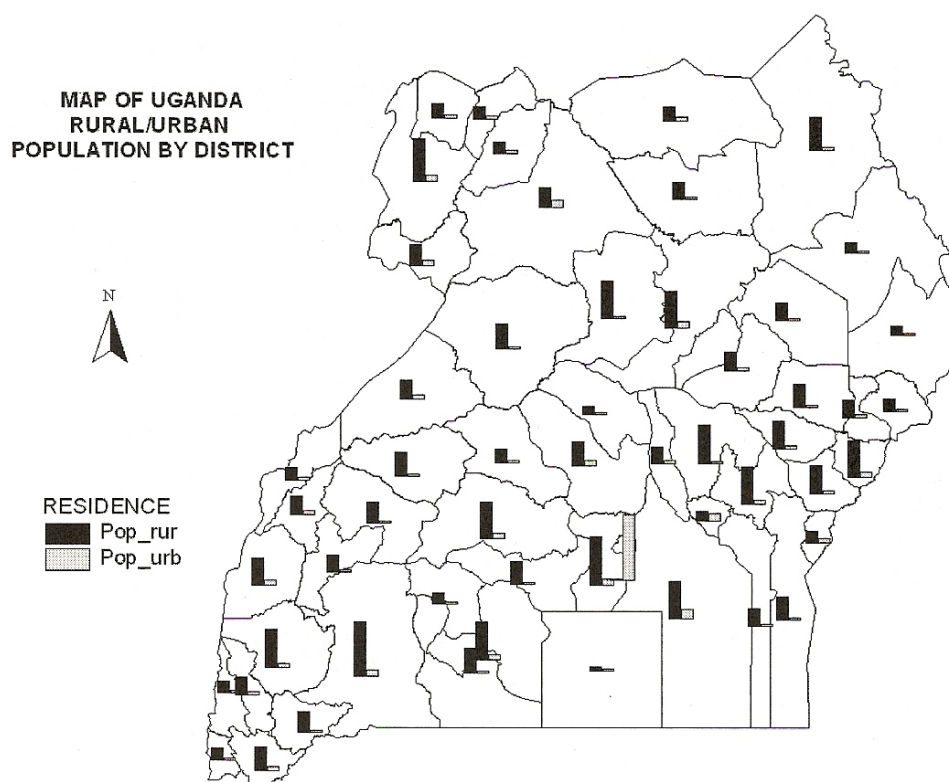 MAP OF UGANDA
RURAL/URBAN
POPULATION BY DISTRICT
N
RESIDENCE
Pop_rur
Pop_urb